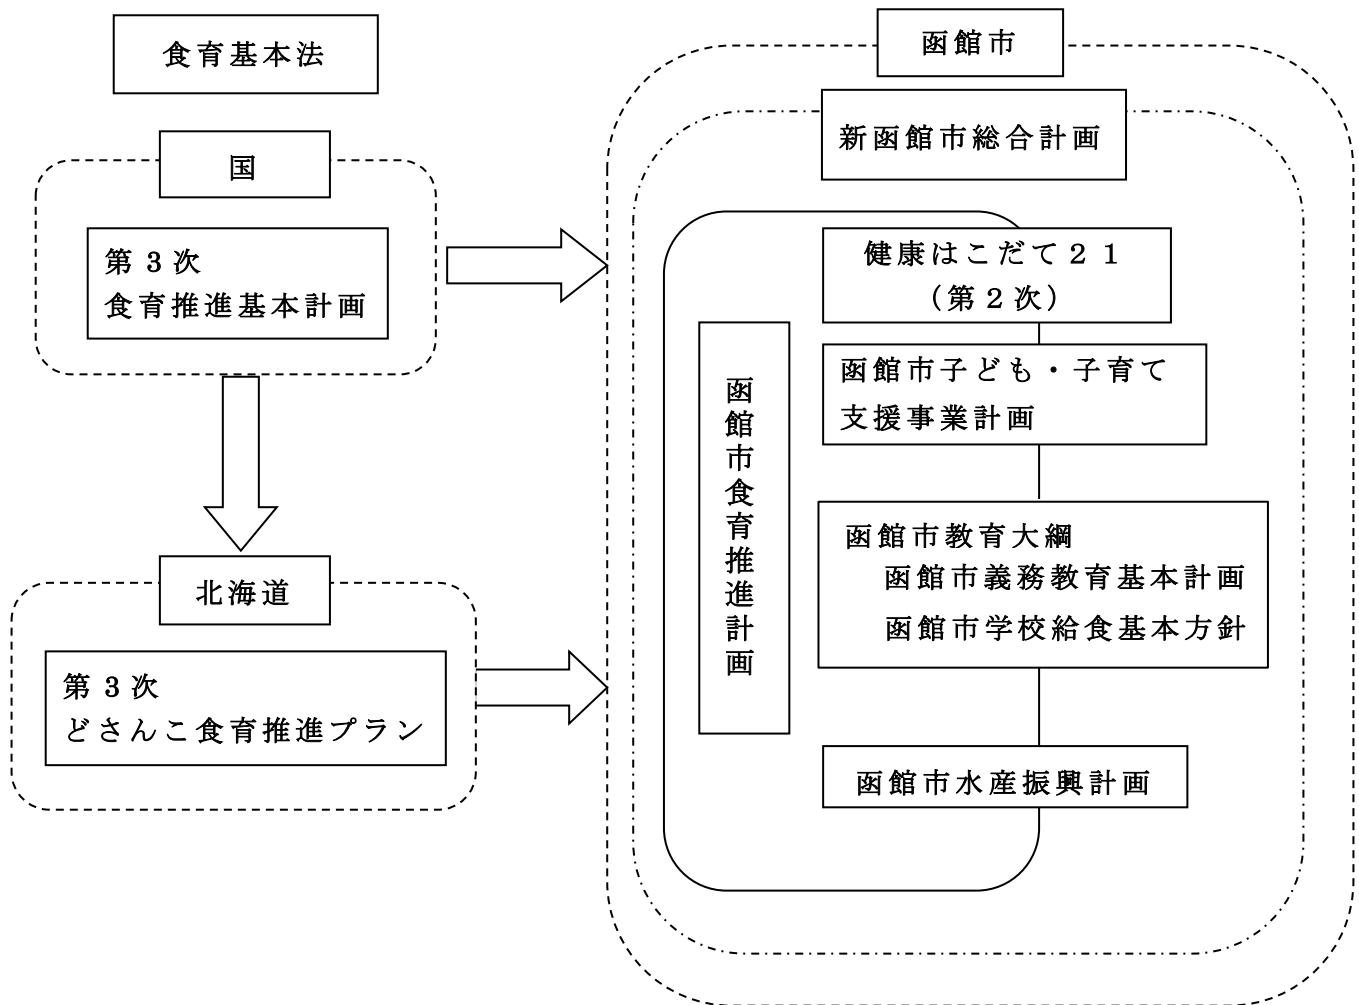 食育基本法
国
第３次
食育推進基本計画
北海道
第３次
どさんこ食育推進プラン
函館市
新函館市総合計画
函館市食育推進計画
健康はこだて２１
（第２次）
函館市子ども・子育て
支援事業計画
函館市教育大綱
函館市義務教育基本計画
函館市学校給食基本方針
函館市水産振興計画